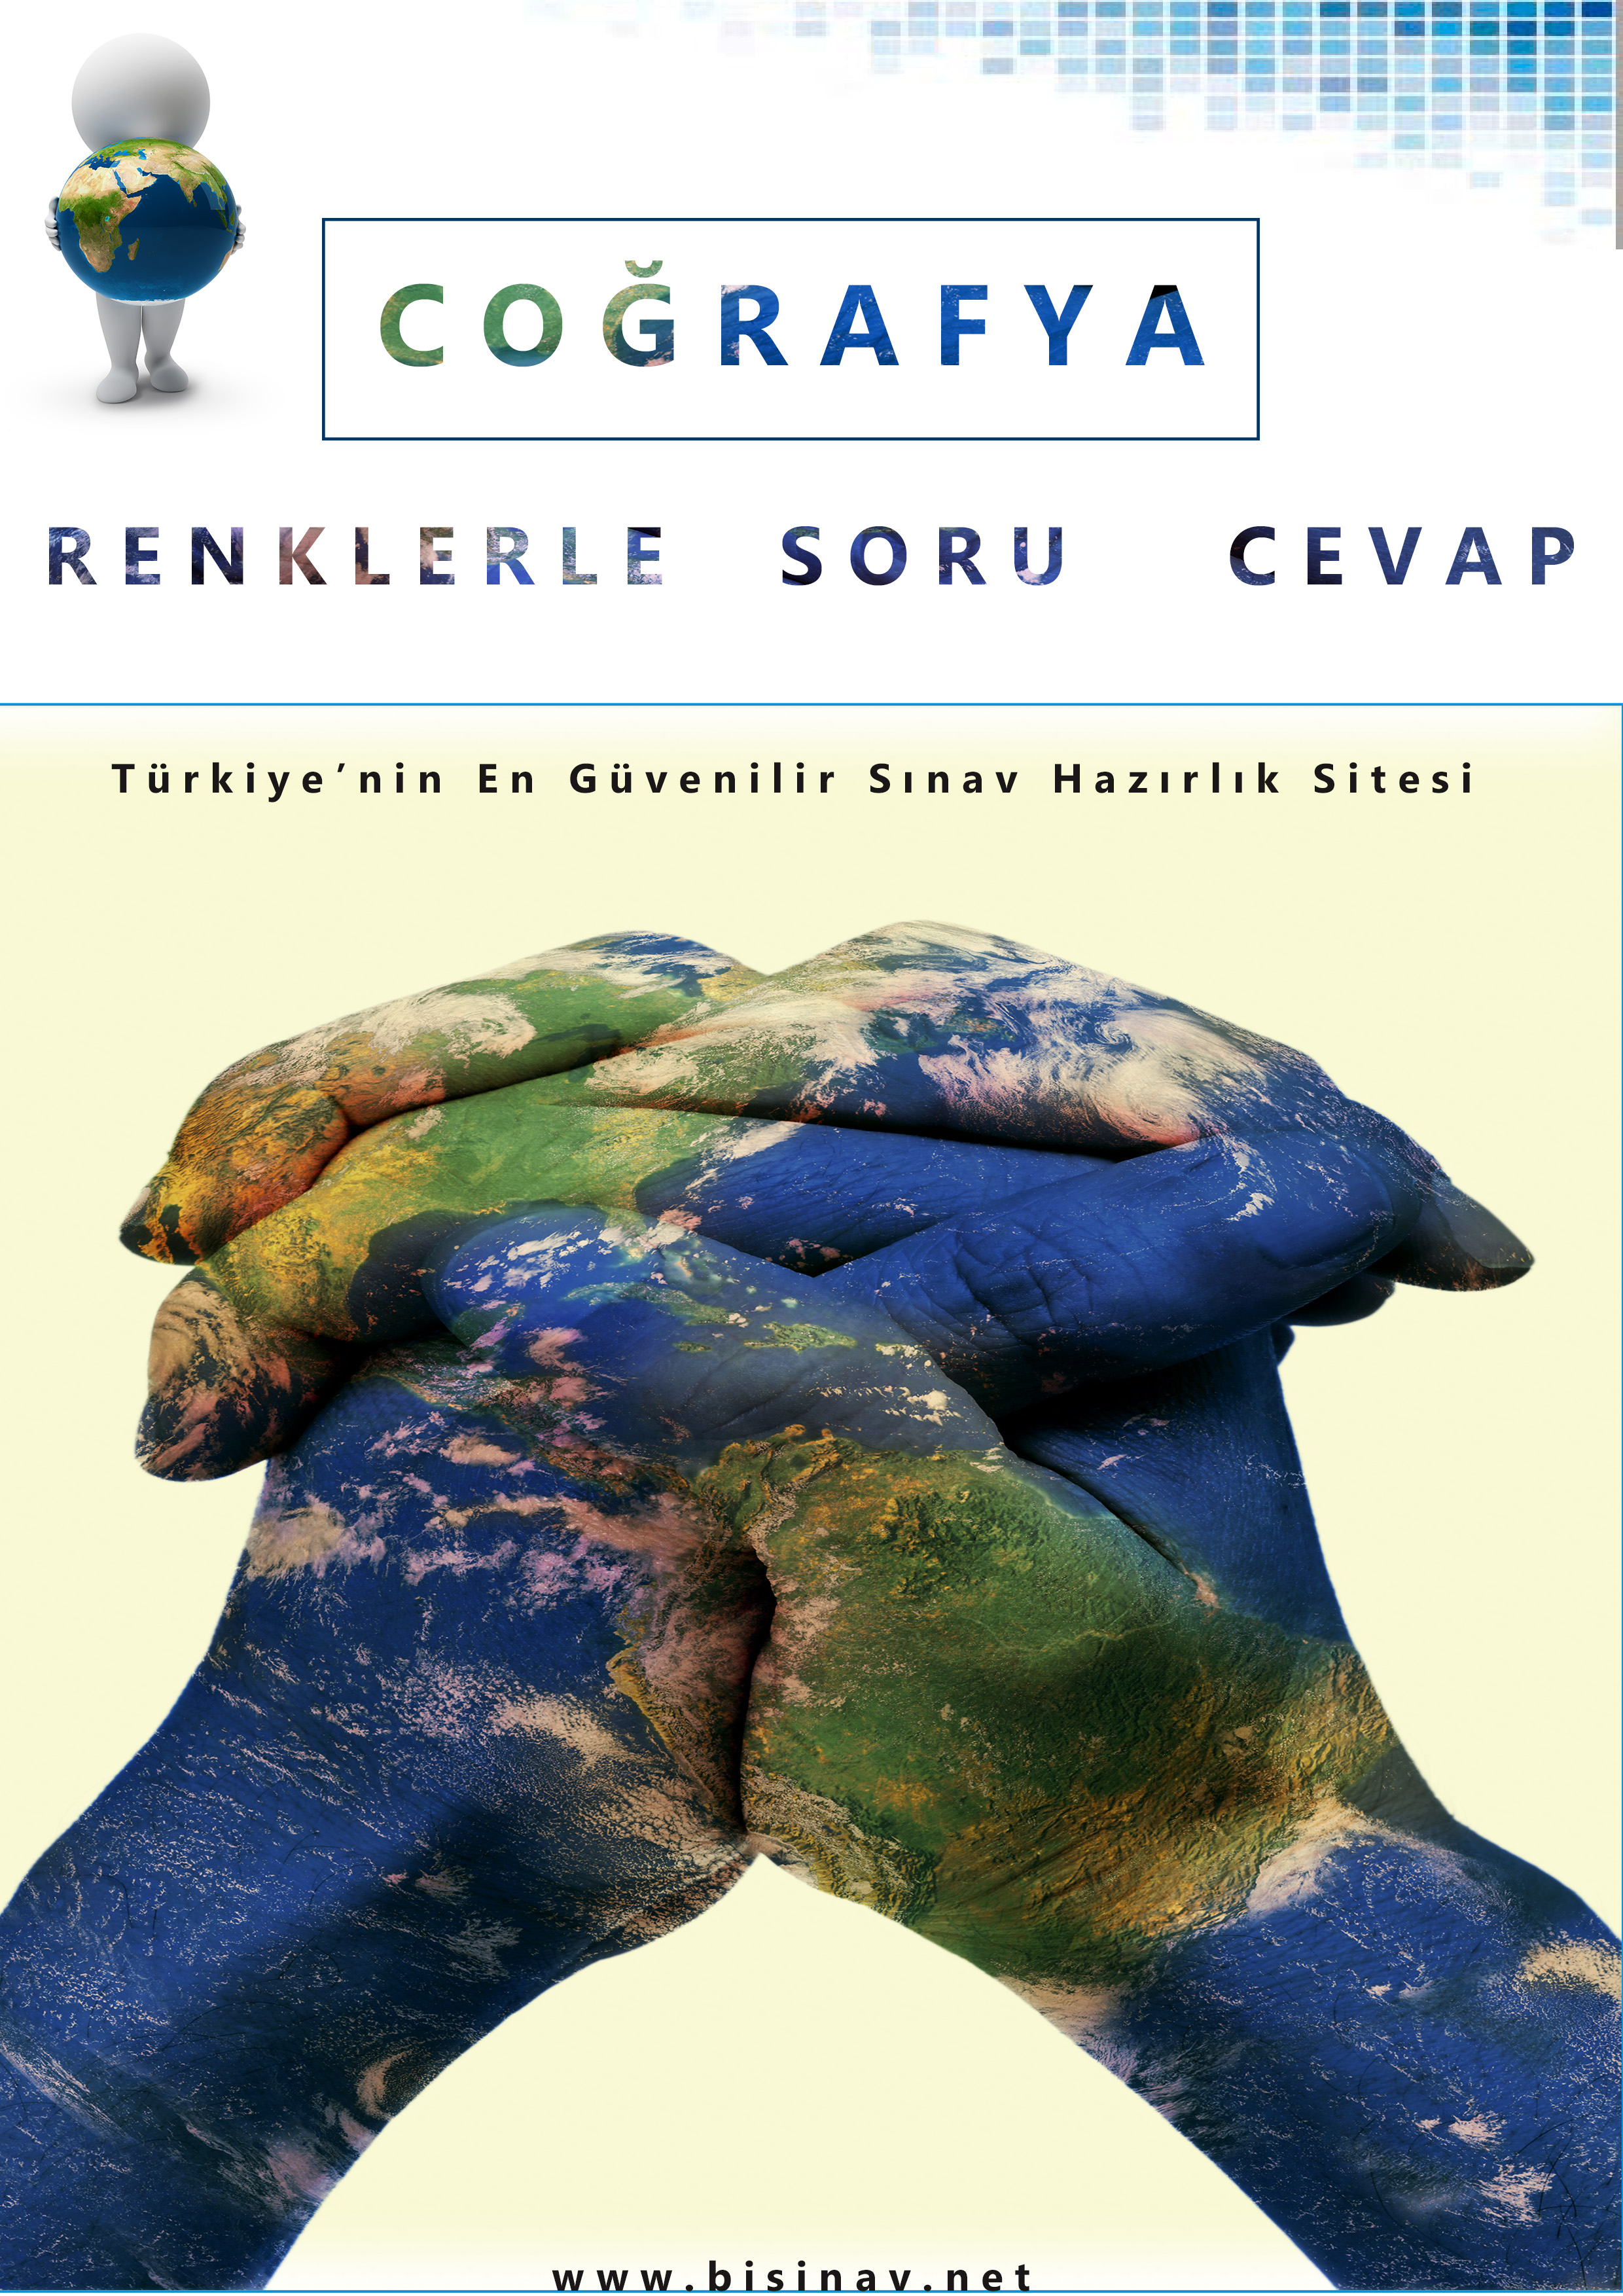 COĞRAFYA
RENKLERLE SORU CEVAP
Türkiye’nin En Güvenilir Sınav Hazırlık Sitesi
www.bisinav.net